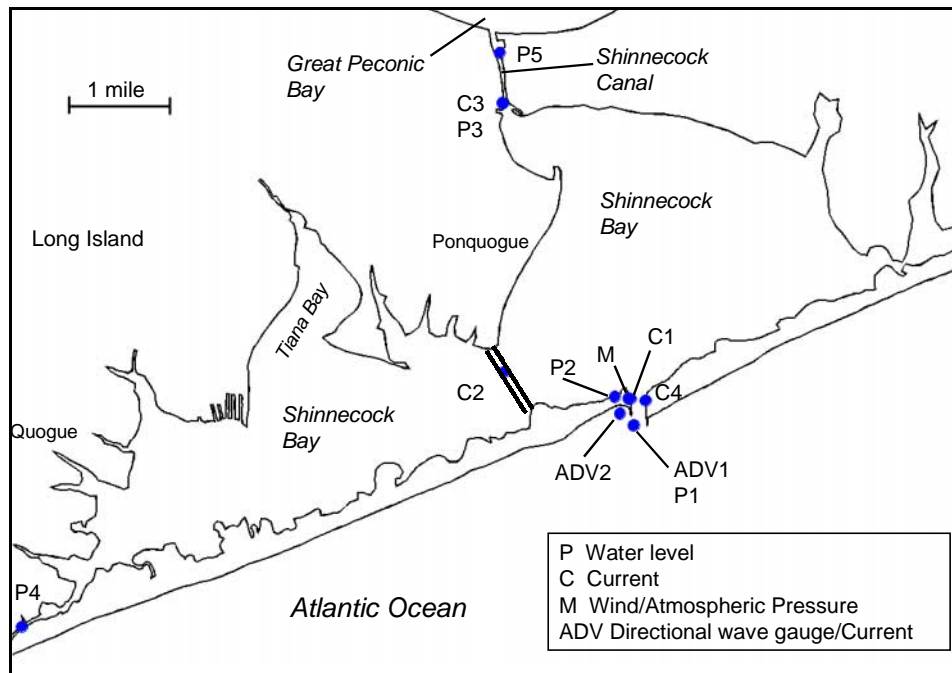 P5
Great Peconic
Bay
Shinnecock
Canal
1 mile
C3
P3
Shinnecock
Bay
Long Island
Ponquogue
Tiana Bay
C1
M
P2
C2
C4
Shinnecock
Bay
Quogue
ADV2
ADV1
P1
P4
Atlantic Ocean
P Water level
C Current
M Wind/Atmospheric Pressure
ADV Directional wave gauge/Current